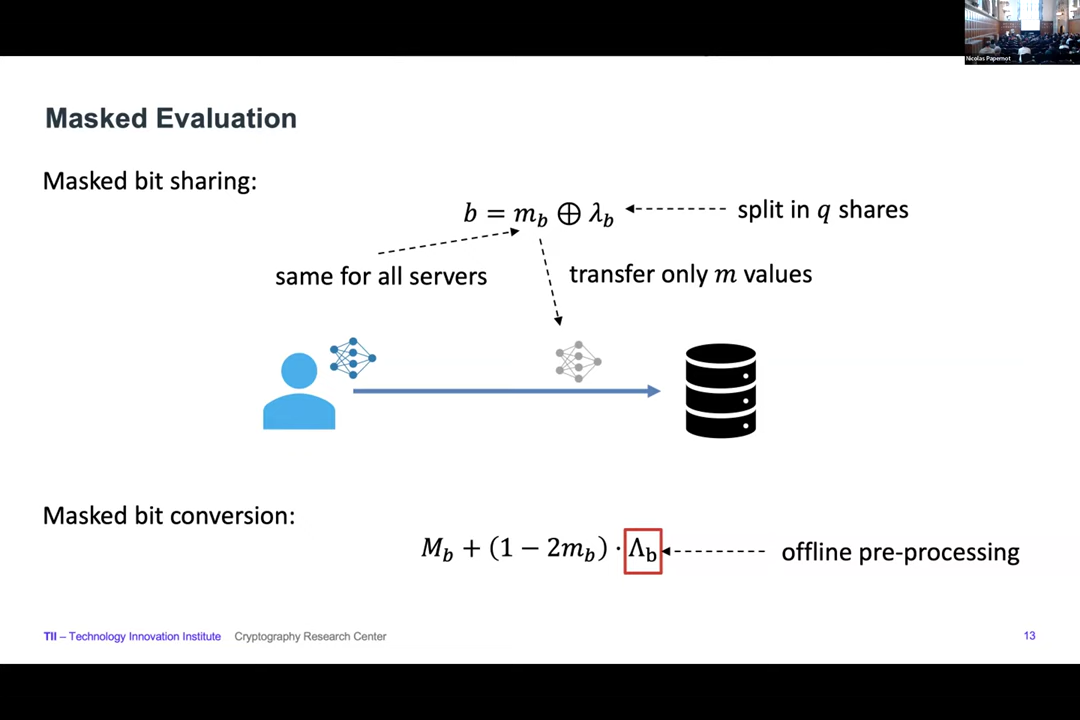 Nicolas Papernot
Masked Evaluation
Masked bit sharing:
b = m_b ⊕ λ_b
split in q shares
same for all servers
transfer only m values
Masked bit conversion:
M_b + (1 − 2m_b) · Λ_b
offline pre-processing
TII – Technology Innovation Institute Cryptography Research Center
13